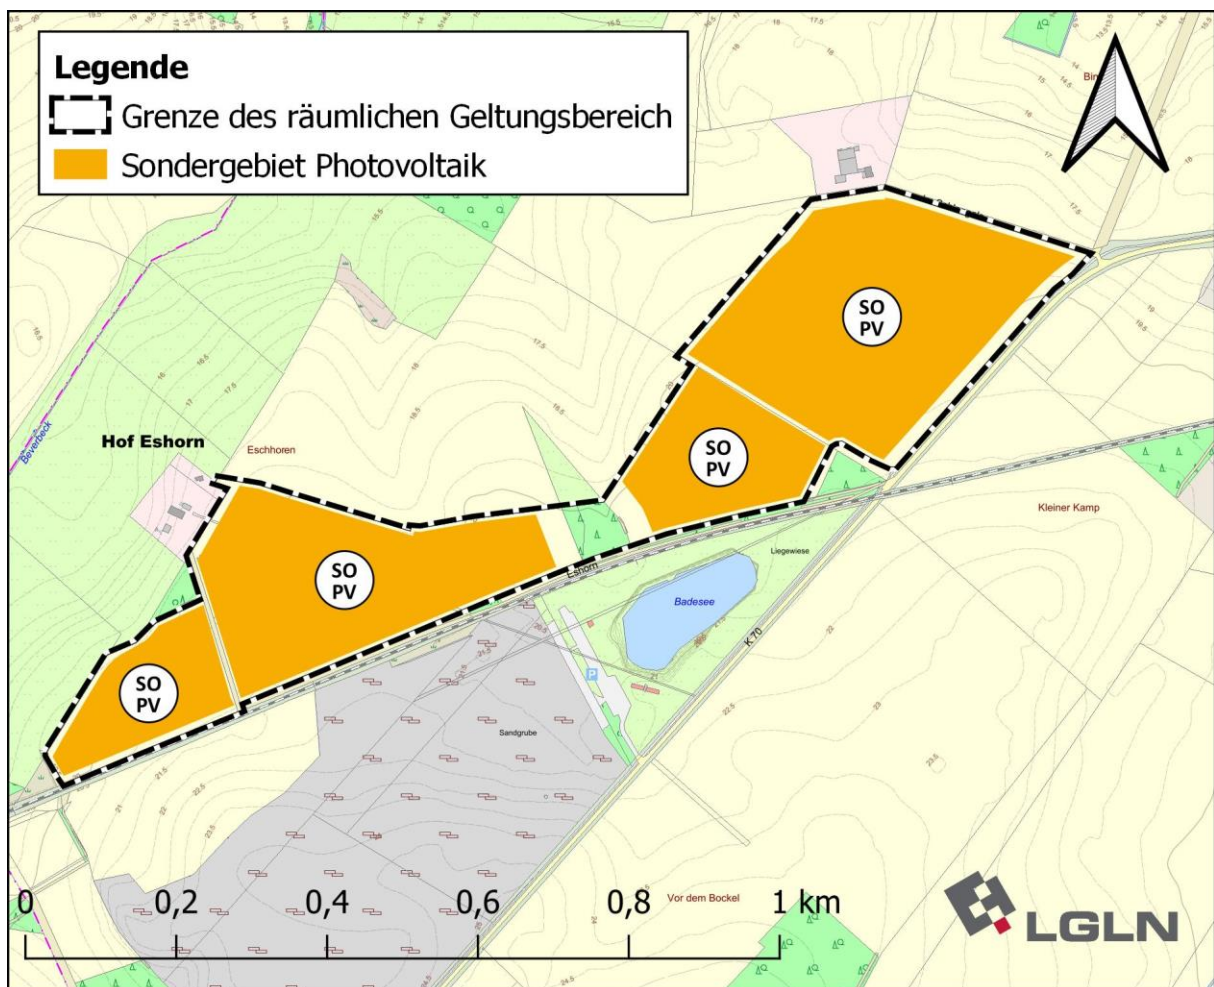 Legende
Grenze des räumlichen Geltungsbereich
Sondergebiet Photovoltaik
Hof Eshorn
Eschhoren
Beverbeck
SO
PV
SO
PV
SO
PV
SO
PV
Eshorn
Liegewiese
Badesee
K 70
P
Kleiner Kamp
Sandgrube
Vor dem Bockel
0
0,2
0,4
0,6
0,8
1 km
LGLN